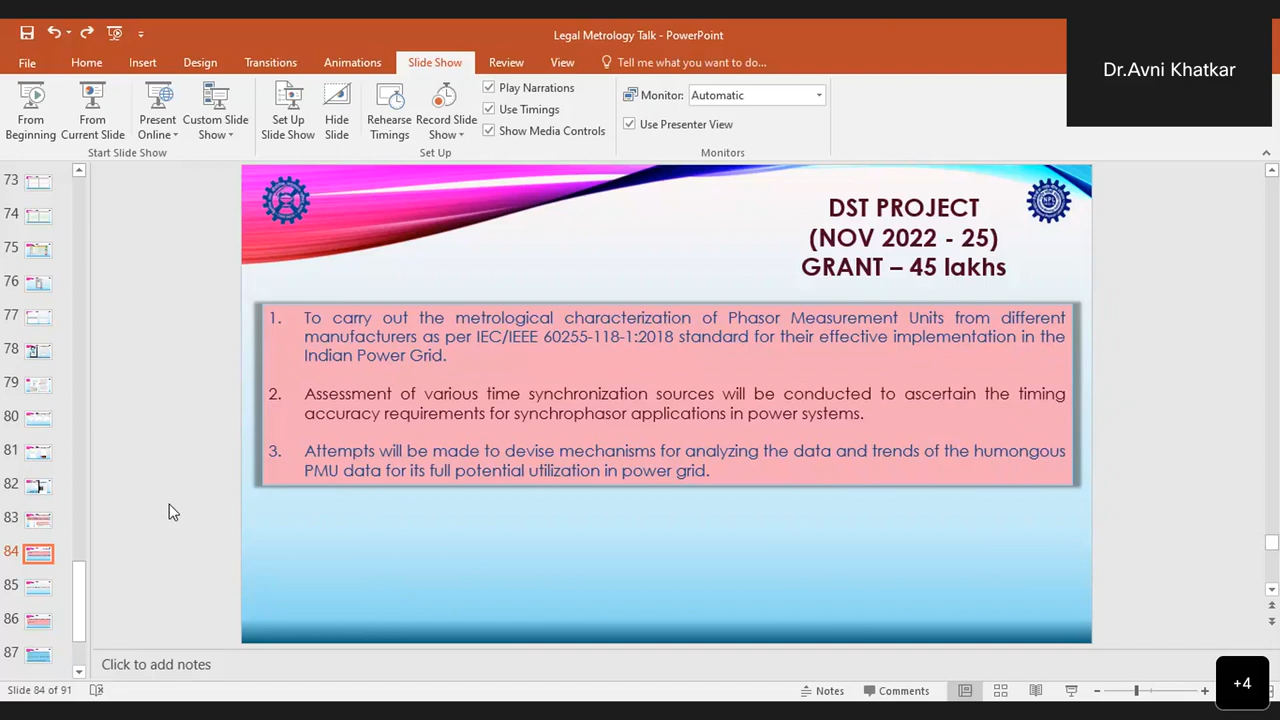 Legal Metrology Talk - PowerPoint
Dr.Avni Khatkar
File Home Insert Design Transitions Animations Slide Show Review View Tell me what you want to do...
From Beginning
From Current Slide
Present Online
Custom Slide Show
Start Slide Show
Set Up Slide Show
Hide Slide
Rehearse Timings
Record Slide Show
Play Narrations
Use Timings
Show Media Controls
Set Up
Monitor: Automatic
Use Presenter View
Monitors
73
74
75
76
77
78
79
80
81
82
83
84
85
86
87
DST PROJECT
(NOV 2022 - 25)
GRANT – 45 lakhs
1. To carry out the metrological characterization of Phasor Measurement Units from different
manufacturers as per IEC/IEEE 60255-118-1:2018 standard for their effective implementation in the
Indian Power Grid.
2. Assessment of various time synchronization sources will be conducted to ascertain the timing
accuracy requirements for synchrophasor applications in power systems.
3. Attempts will be made to devise mechanisms for analyzing the data and trends of the humongous
PMU data for its full potential utilization in power grid.
Click to add notes
Slide 84 of 91
Notes Comments
+4